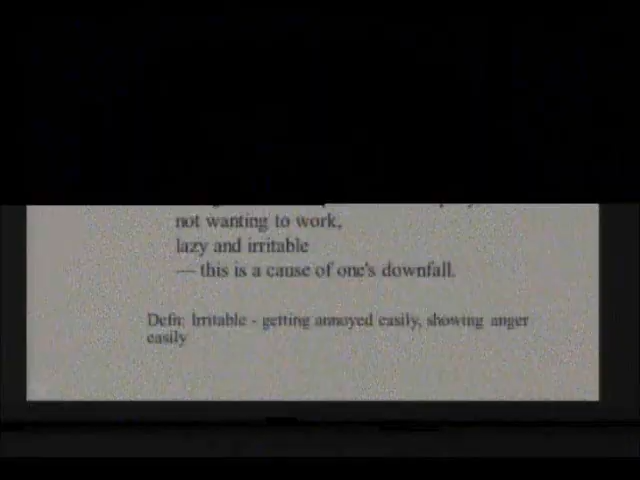 not wanting to work,
lazy and irritable
— this is a cause of one's downfall.
Defn: Irritable - getting annoyed easily, showing anger
easily